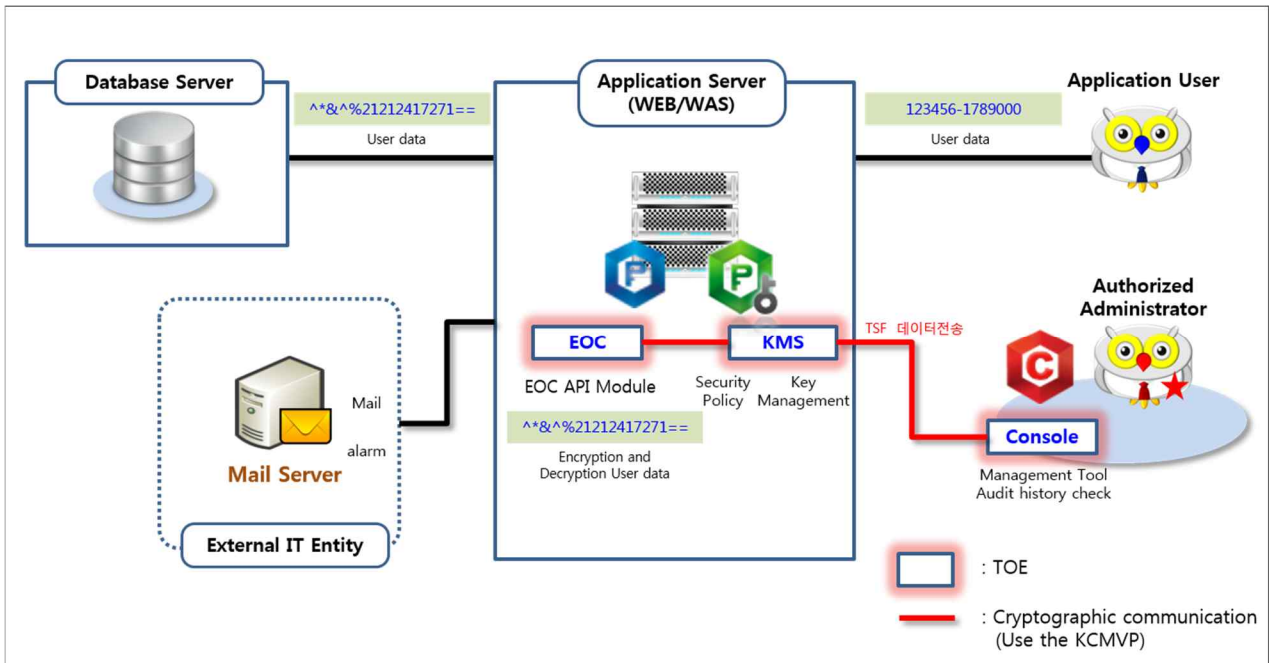 Database Server
^*&^%21212417271==
User data
Application Server
(WEB/WAS)
123456-1789000
User data
Application User
P
P
EOC
KMS
EOC API Module
Security
Policy
Key
Management
^*&^%21212417271==
Encryption and
Decryption User data
TSF 데이터전송
Authorized
Administrator
C
Console
Management Tool
Audit history check
Mail
alarm
Mail Server
External IT Entity
: TOE
: Cryptographic communication
(Use the KCMVP)